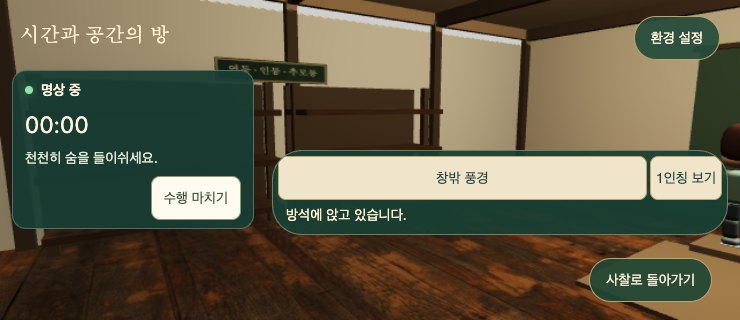 시간과 공간의 방
환경 설정
명상 중
00:00
천천히 숨을 들이쉬세요.
수행 마치기
창밖 풍경
1인칭 보기
방석에 앉고 있습니다.
사찰로 돌아가기